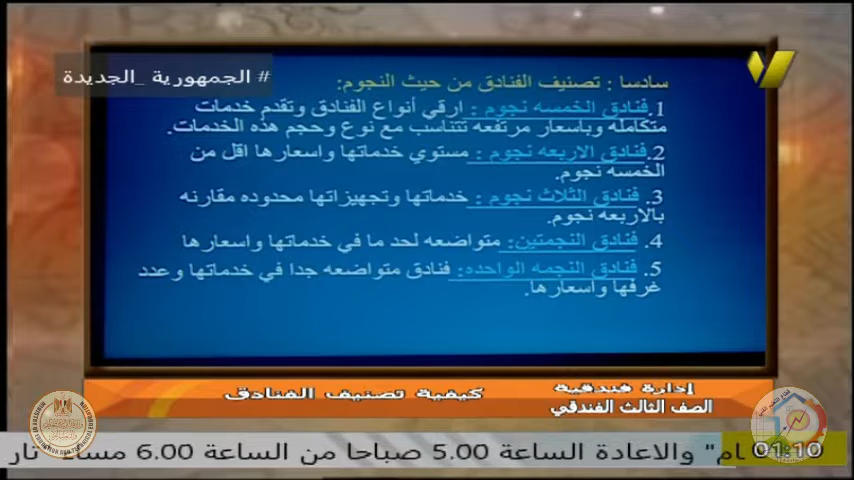 # الجمهورية _الجديدة
سادسا : تصنيف الفنادق من حيث النجوم:
1. فنادق الخمسه نجوم : ارقي أنواع الفنادق وتقدم خدمات
متكامله وباسعار مرتفعه تتناسب مع نوع وحجم هذه الخدمات.
2. فنادق الاربعه نجوم : مستوي خدماتها واسعارها اقل من
الخمسه نجوم.
3. فنادق الثلاث نجوم : خدماتها وتجهيزاتها محدوده مقارنه
بالاربعه نجوم.
4. فنادق النجمتين: متواضعه لحد ما في خدماتها واسعارها
5. فنادق النجمه الواحده: فنادق متواضعه جدا في خدماتها وعدد
غرفها واسعارها.
إدارة فندقية
كيفية تصنيف الفنادق
الصف الثالث الفندقي
ام" والاعادة الساعة 5.00 صباحا من الساعة 6.00 مساء
01:10